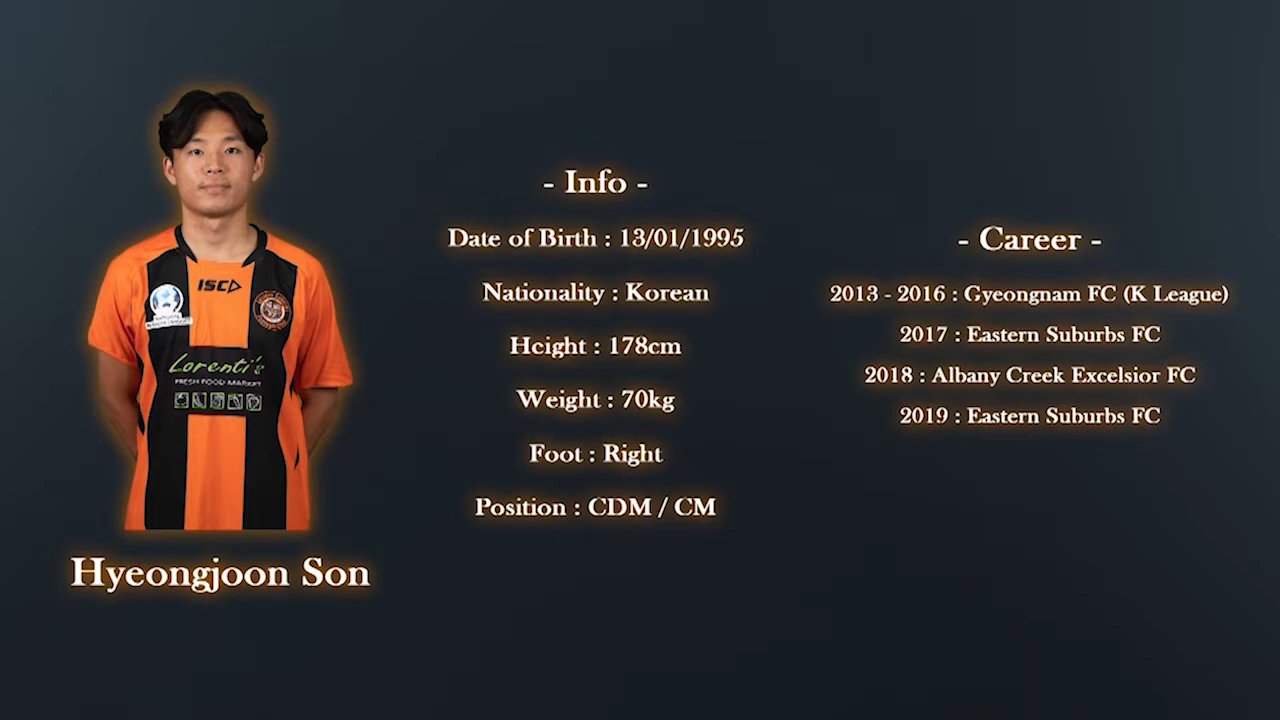 ISC
Lorenti's
FRESH FOOD MARKET
Hyeongjoon Son
- Info -
Date of Birth : 13/01/1995
Nationality : Korean
Height : 178cm
Weight : 70kg
Foot : Right
Position : CDM / CM
- Career -
2013 - 2016 : Gyeongnam FC (K League)
2017 : Eastern Suburbs FC
2018 : Albany Creek Excelsior FC
2019 : Eastern Suburbs FC